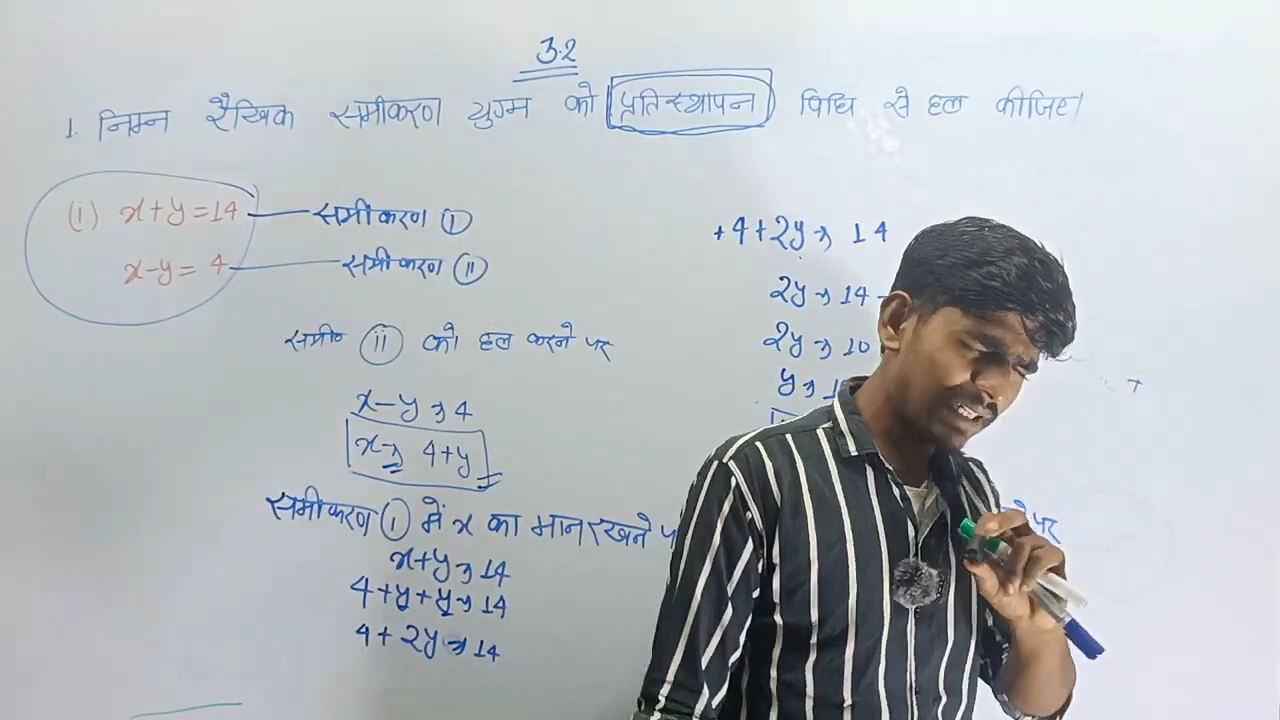 3.2
1. निम्न रैखिक समीकरण युग्म को प्रतिस्थापन विधि से हल कीजिए।
(i) x+y=14 — समीकरण (I)
x-y= 4 — समीकरण (II)
समी० (ii) को हल करने पर
x-y⇒4
x⇒ 4+y
समीकरण (I) में x का मान रखने
x+y⇒14
4+y+y⇒14
4+2y⇒14
+4+2y⇒ 14
2y⇒14-
2y⇒10
y⇒1
पर